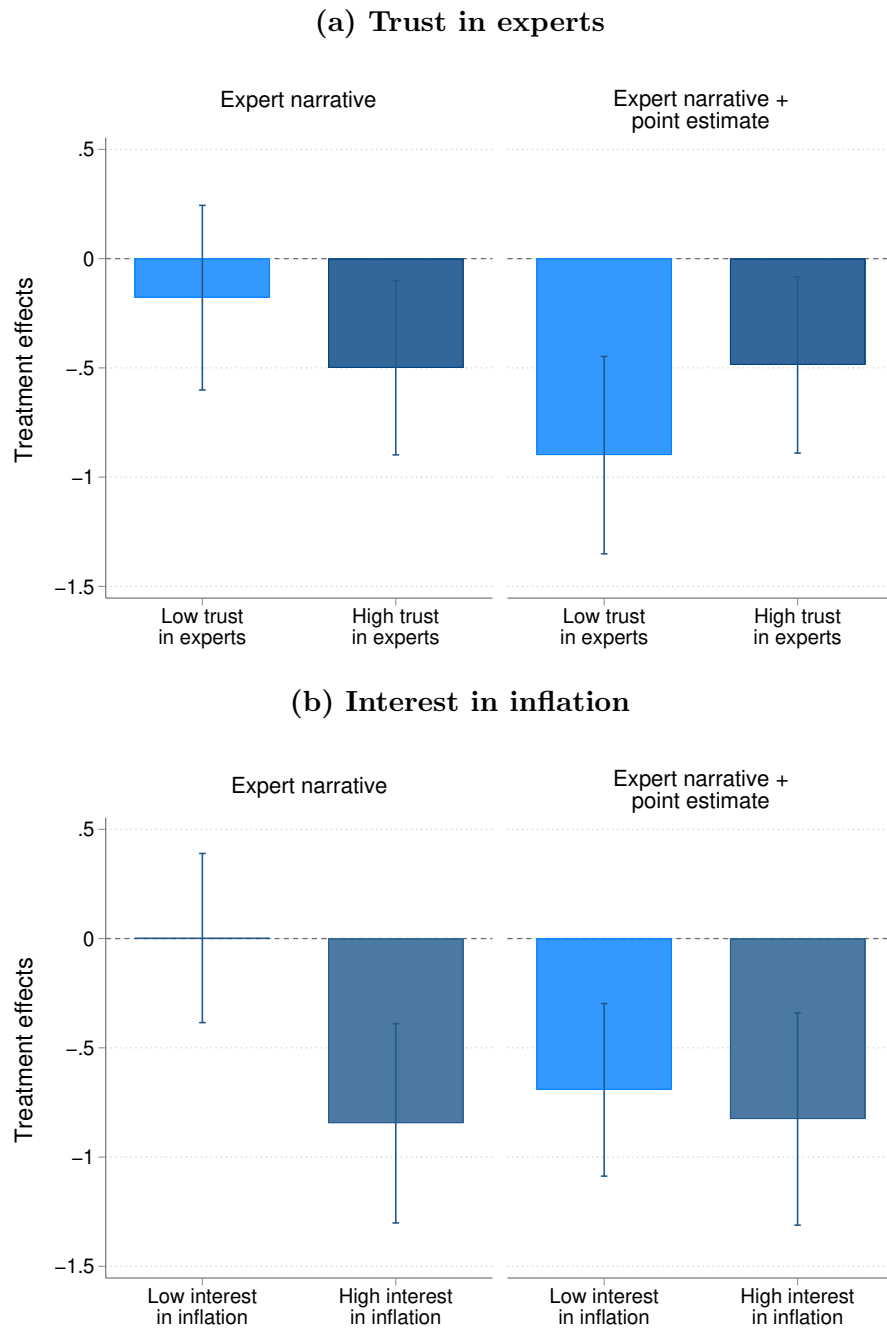 (a) Trust in experts
Expert narrative
Expert narrative +
point estimate
Treatment effects
.5
0
−.5
−1
−1.5
Low trust
in experts
High trust
in experts
Low trust
in experts
High trust
in experts
(b) Interest in inflation
Expert narrative
Expert narrative +
point estimate
Treatment effects
.5
0
−.5
−1
−1.5
Low interest
in inflation
High interest
in inflation
Low interest
in inflation
High interest
in inflation